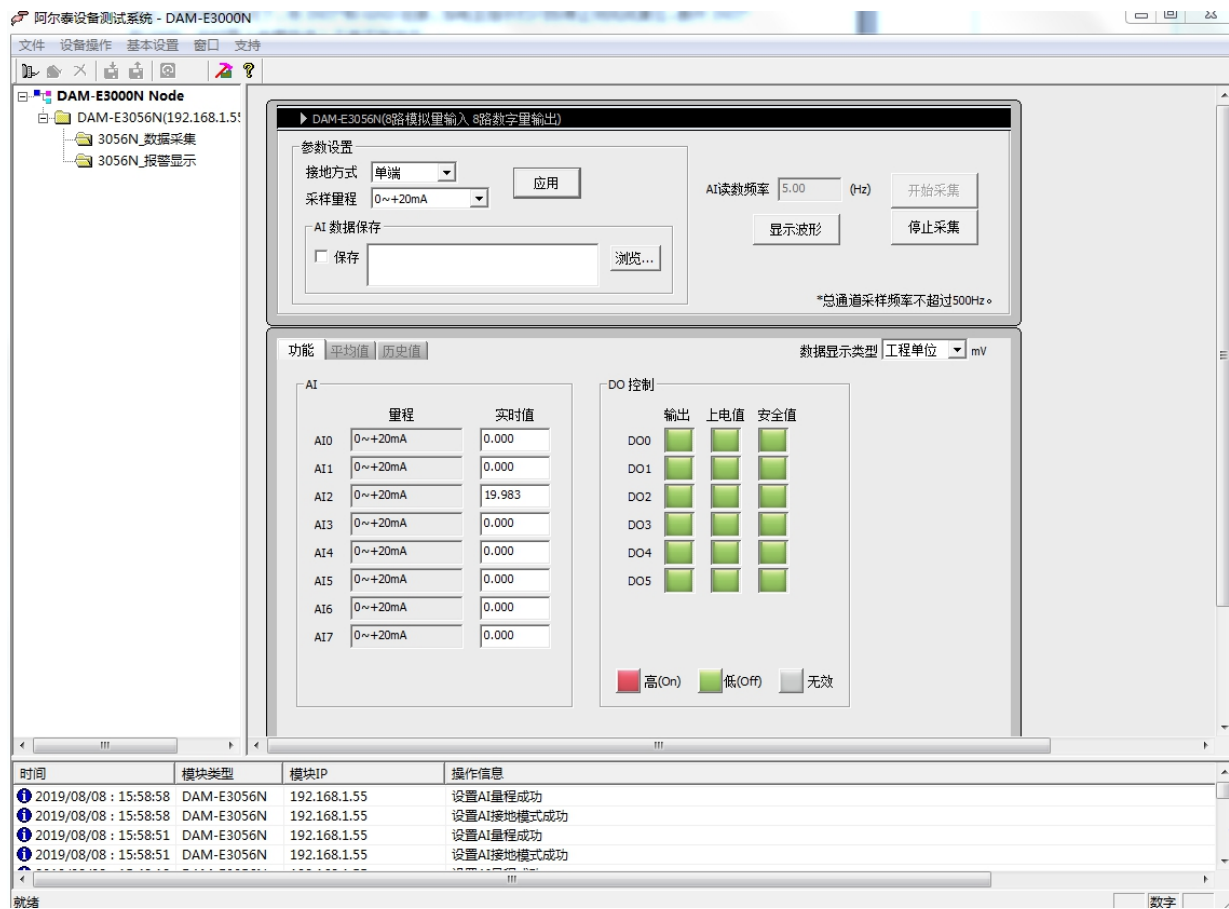 阿尔泰设备测试系统 - DAM-E3000N
文件 设备操作 基本设置 窗口 支持
DAM-E3000N Node
DAM-E3056N(192.168.1.5
3056N_数据采集
3056N_报警显示
DAM-E3056N(8路模拟量输入 8路数字量输出)
参数设置
接地方式 单端
采样量程 0~+20mA
应用
AI 数据保存
保存
浏览...
AI读数频率 5.00 (Hz)
开始采集
显示波形
停止采集
*总通道采样频率不超过500Hz。
功能 平均值 历史值
数据显示类型 工程单位 mV
AI
量程 实时值
AI0 0~+20mA 0.000
AI1 0~+20mA 0.000
AI2 0~+20mA 19.983
AI3 0~+20mA 0.000
AI4 0~+20mA 0.000
AI5 0~+20mA 0.000
AI6 0~+20mA 0.000
AI7 0~+20mA 0.000
DO 控制
输出 上电值 安全值
DO0
DO1
DO2
DO3
DO4
DO5
高(On) 低(Off) 无效
时间 模块类型 模块IP 操作信息
2019/08/08 : 15:58:58 DAM-E3056N 192.168.1.55 设置AI量程成功
2019/08/08 : 15:58:58 DAM-E3056N 192.168.1.55 设置AI接地模式成功
2019/08/08 : 15:58:51 DAM-E3056N 192.168.1.55 设置AI量程成功
2019/08/08 : 15:58:51 DAM-E3056N 192.168.1.55 设置AI接地模式成功
就绪
数字